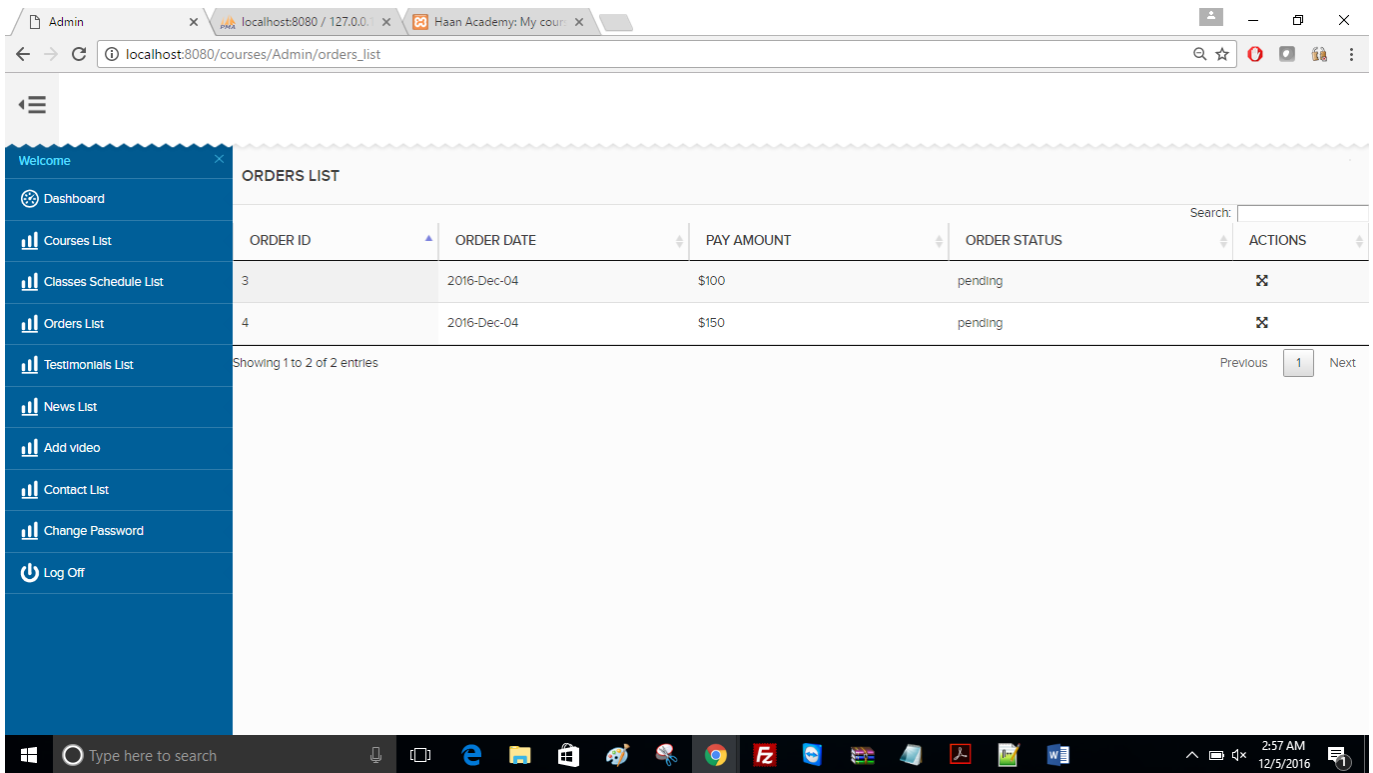 Admin
localhost:8080 / 127.0.0.1
Haan Academy: My cour
localhost:8080/courses/Admin/orders_list
Welcome
ORDERS LIST
Dashboard
Courses List
Classes Schedule List
Orders List
Testimonials List
News List
Add video
Contact List
Change Password
Log Off
Search:
ORDER ID ORDER DATE PAY AMOUNT ORDER STATUS ACTIONS
3 2016-Dec-04 $100 pending
4 2016-Dec-04 $150 pending
Showing 1 to 2 of 2 entries
Previous 1 Next
Type here to search
2:57 AM
12/5/2016
1